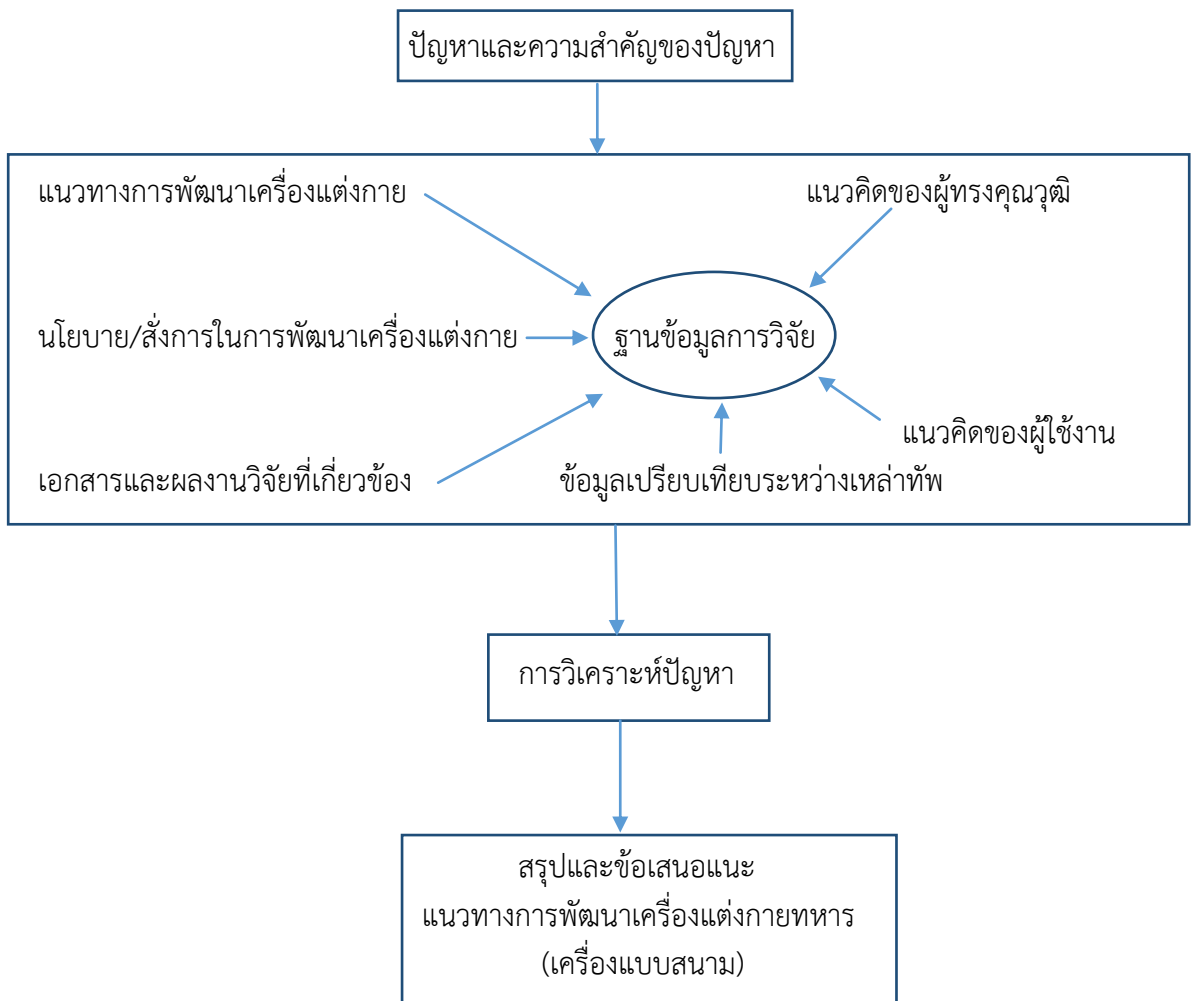 ปัญหาและความสำคัญของปัญหา
แนวทางการพัฒนาเครื่องแต่งกาย
แนวคิดของผู้ทรงคุณวุฒิ
นโยบาย/สั่งการในการพัฒนาเครื่องแต่งกาย
ฐานข้อมูลการวิจัย
แนวคิดของผู้ใช้งาน
เอกสารและผลงานวิจัยที่เกี่ยวข้อง
ข้อมูลเปรียบเทียบระหว่างเหล่าทัพ
การวิเคราะห์ปัญหา
สรุปและข้อเสนอแนะ
แนวทางการพัฒนาเครื่องแต่งกายทหาร
(เครื่องแบบสนาม)